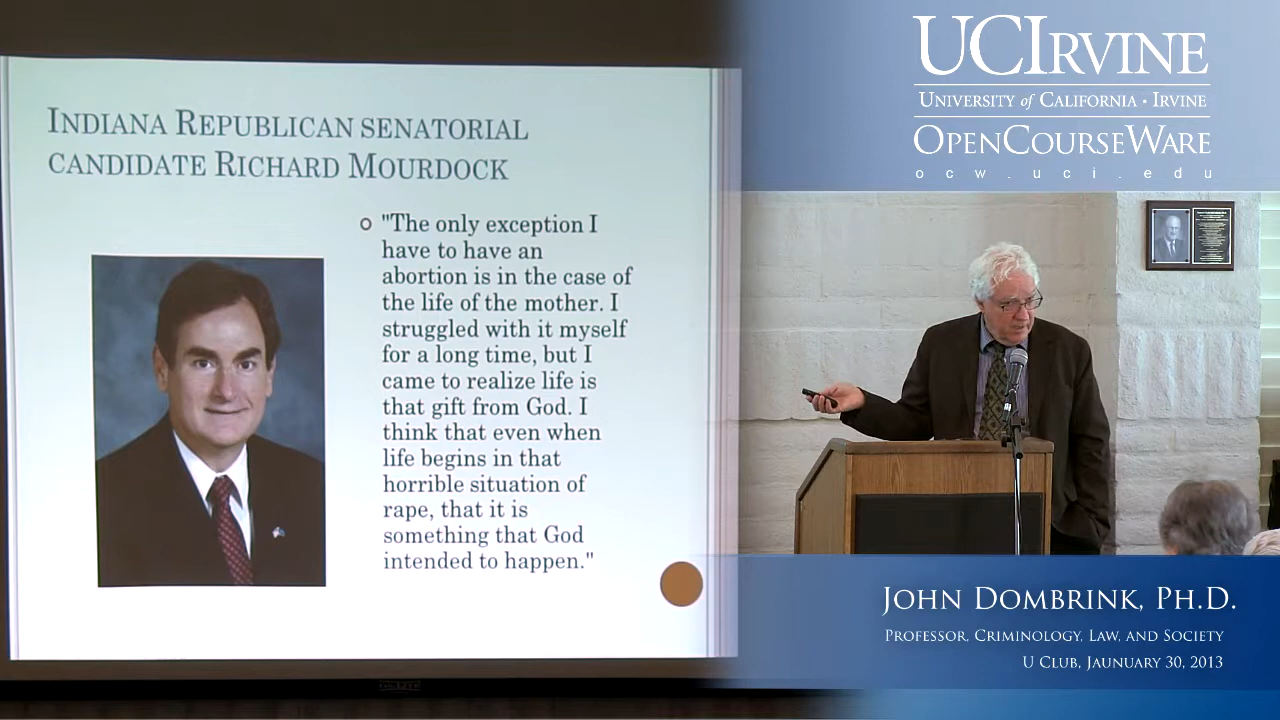 INDIANA REPUBLICAN SENATORIAL
CANDIDATE RICHARD MOURDOCK
"The only exception I
have to have an
abortion is in the case of
the life of the mother. I
struggled with it myself
for a long time, but I
came to realize life is
that gift from God. I
think that even when
life begins in that
horrible situation of
rape, that it is
something that God
intended to happen."
UCIRVINE
UNIVERSITY of CALIFORNIA · IRVINE
OPENCOURSEWARE
ocw.uci.edu
JOHN DOMBRINK, PH.D.
PROFESSOR, CRIMINOLOGY, LAW, AND SOCIETY
U CLUB, JAUNUARY 30, 2013